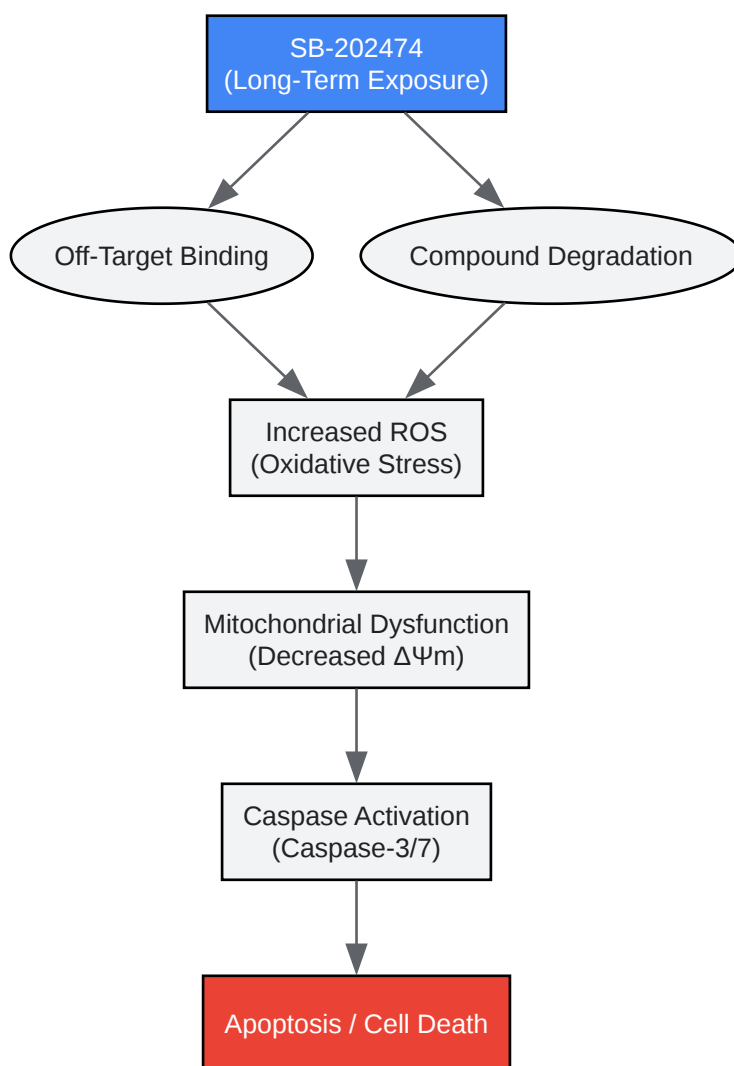 SB-202474
(Long-Term Exposure)
Off-Target Binding
Compound Degradation
Increased ROS
(Oxidative Stress)
Mitochondrial Dysfunction
(Decreased ΔΨm)
Caspase Activation
(Caspase-3/7)
Apoptosis / Cell Death